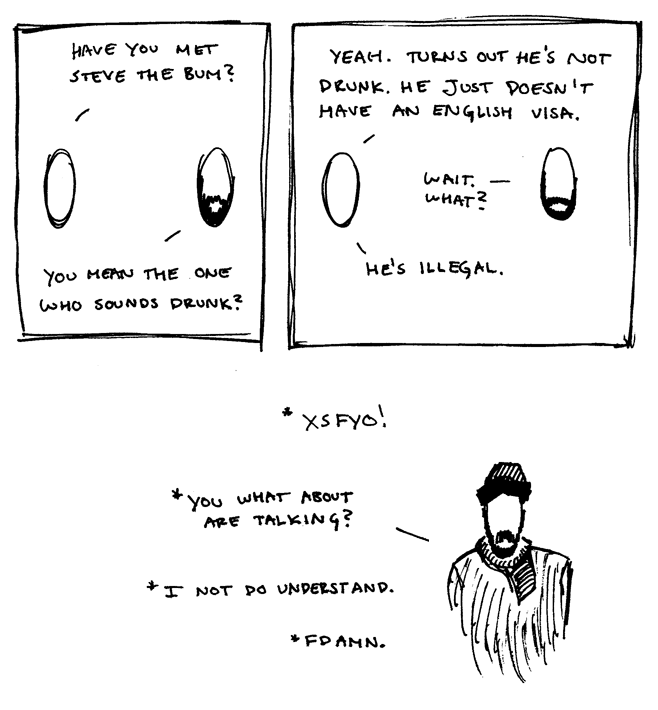 HAVE YOU MET
STEVE THE BUM?
YOU MEAN THE ONE
WHO SOUNDS DRUNK?
YEAH. TURNS OUT HE'S NOT
DRUNK. HE JUST DOESN'T
HAVE AN ENGLISH VISA.
WAIT.
WHAT?
HE'S ILLEGAL.
*XSFYO!
*YOU WHAT ABOUT
ARE TALKING?
*I NOT DO UNDERSTAND.
*FDAMN.